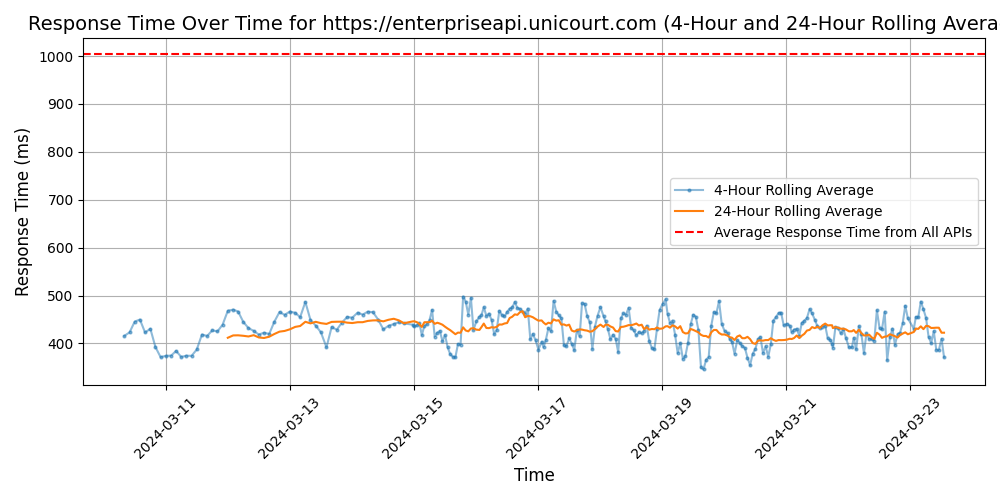 Response Time Over Time for https://enterpriseapi.unicourt.com (4-Hour and 24-Hour Rolling Avera
Response Time (ms)
1000
900
800
700
600
500
400
4-Hour Rolling Average
24-Hour Rolling Average
Average Response Time from All APIs
2024-03-11
2024-03-13
2024-03-15
2024-03-17
2024-03-19
2024-03-21
2024-03-23
Time